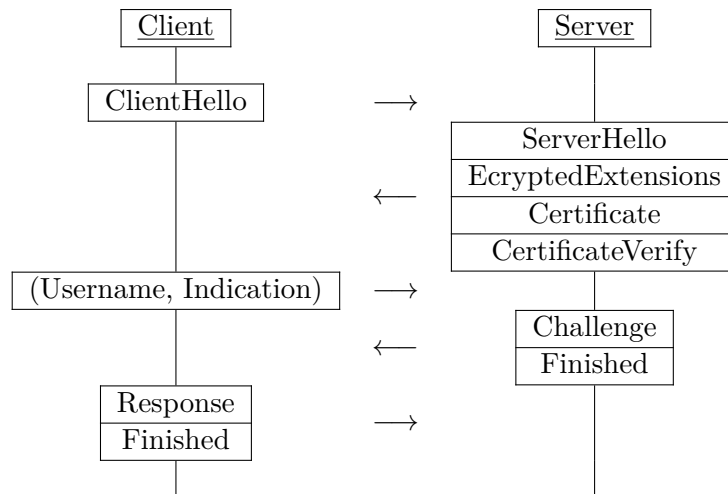 Client
Server
ClientHello
ServerHello
EcryptedExtensions
Certificate
CertificateVerify
(Username, Indication)
Challenge
Finished
Response
Finished